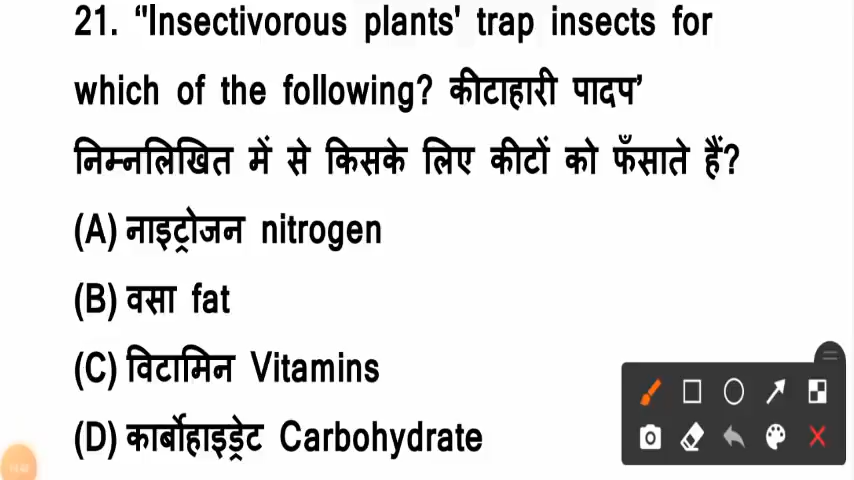 21. "Insectivorous plants' trap insects for
which of the following? कीटाहारी पादप’
निम्नलिखित में से किसके लिए कीटों को फँसाते हैं?
(A) नाइट्रोजन nitrogen
(B) वसा fat
(C) विटामिन Vitamins
(D) कार्बोहाइड्रेट Carbohydrate